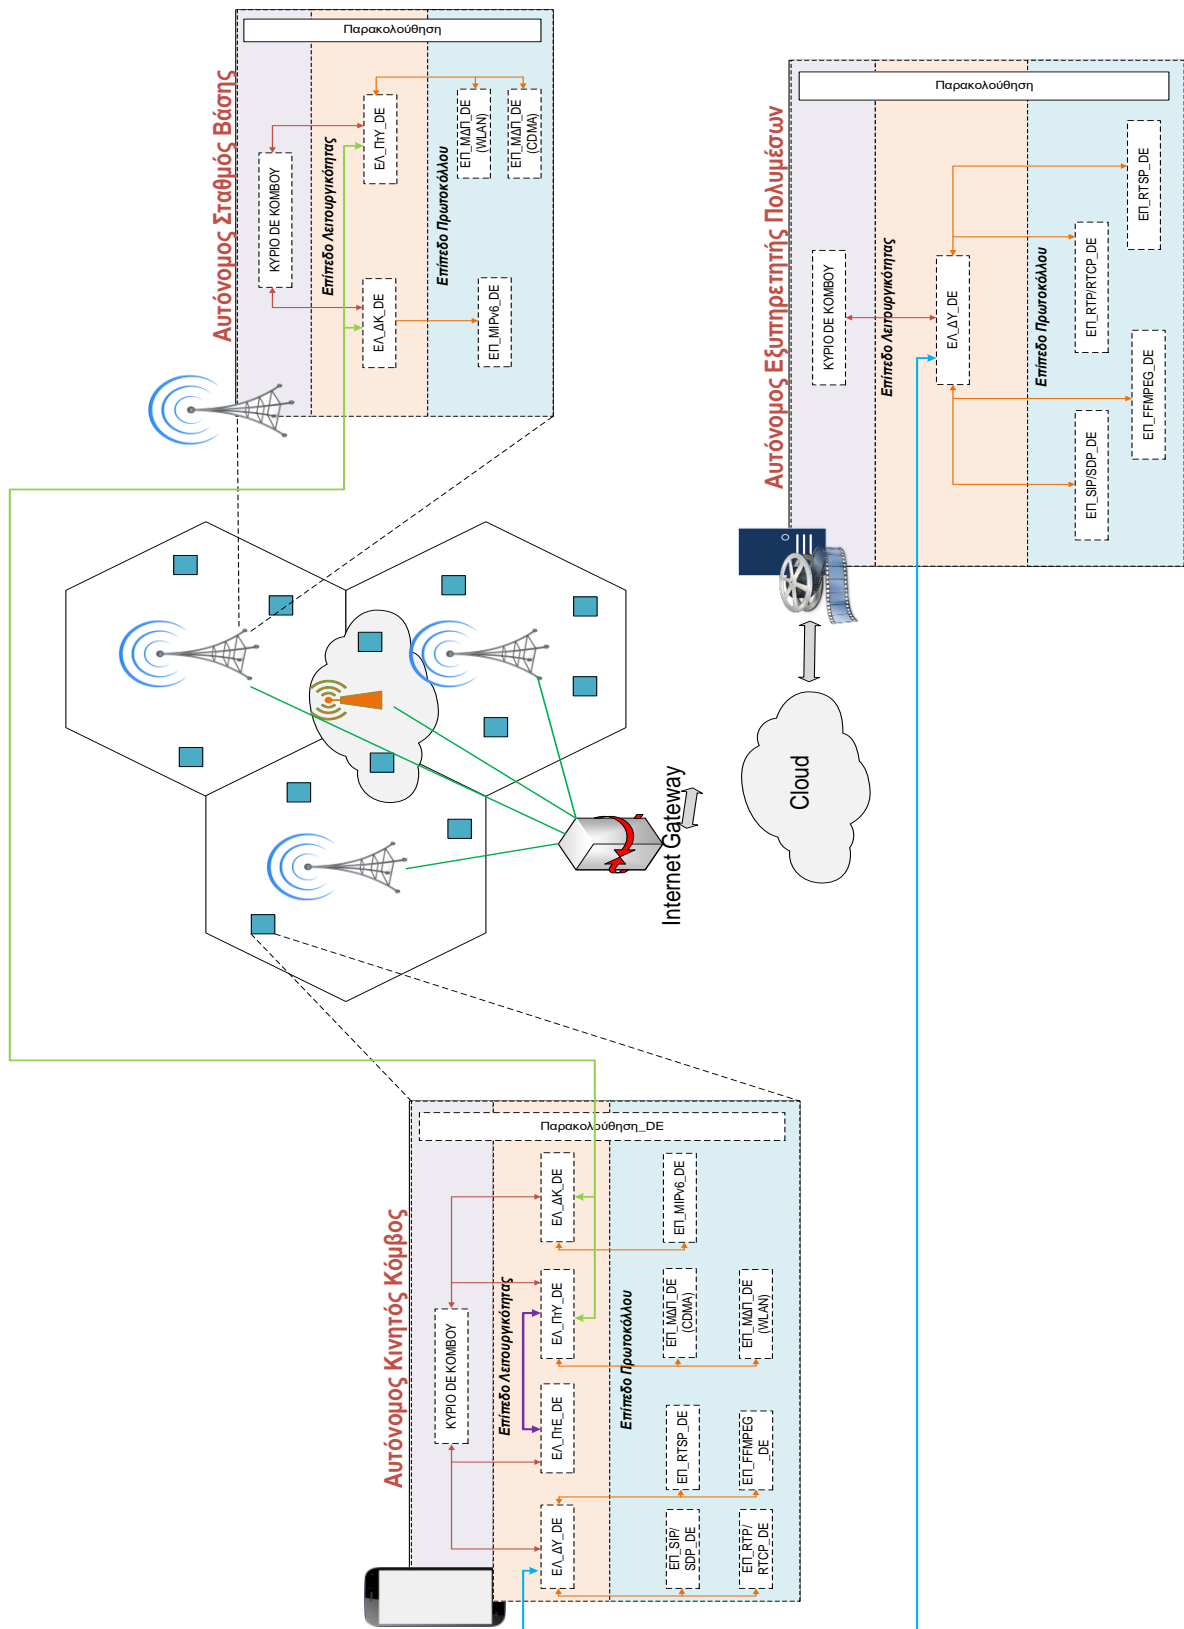 Αυτόνομος Σταθμός Βάσης
Παρακολούθηση
ΚΥΡΙΟ DE ΚΟΜΒΟΥ
Επίπεδο Λειτουργικότητας
ΕΛ_ΔΚ_DE
ΕΛ_ΠτΥ_DE
Επίπεδο Πρωτοκόλλου
ΕΠ_MIPv6_DE
ΕΠ_ΜΔΠ_DE
(WLAN)
ΕΠ_ΜΔΠ_DE
(CDMA)
Αυτόνομος Εξυπηρετητής Πολυμέσων
Παρακολούθηση
ΚΥΡΙΟ DE ΚΟΜΒΟΥ
Επίπεδο Λειτουργικότητας
ΕΛ_ΔΥ_DE
Επίπεδο Πρωτοκόλλου
ΕΠ_SIP/SDP_DE
ΕΠ_FFMPEG_DE
ΕΠ_RTP/RTCP_DE
ΕΠ_RTSP_DE
Internet Gateway
Cloud
Αυτόνομος Κινητός Κόμβος
Παρακολούθηση_DE
ΚΥΡΙΟ DE ΚΟΜΒΟΥ
Επίπεδο Λειτουργικότητας
ΕΛ_ΔΥ_DE
ΕΛ_ΠτΕ_DE
ΕΛ_ΠτΥ_DE
ΕΛ_ΔΚ_DE
Επίπεδο Πρωτοκόλλου
ΕΠ_SIP/
SDP_DE
ΕΠ_RTSP_DE
ΕΠ_ΜΔΠ_DE
(CDMA)
ΕΠ_MIPv6_DE
ΕΠ_RTP/
RTCP_DE
ΕΠ_FFMPEG
_DE
ΕΠ_ΜΔΠ_DE
(WLAN)